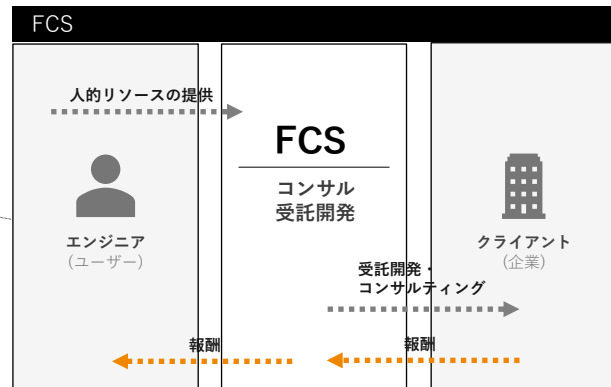 FCS
人的リソースの提供
FCS
コンサル
受託開発
エンジニア
(ユーザー)
クライアント
(企業)
受託開発・
コンサルティング
報酬
報酬